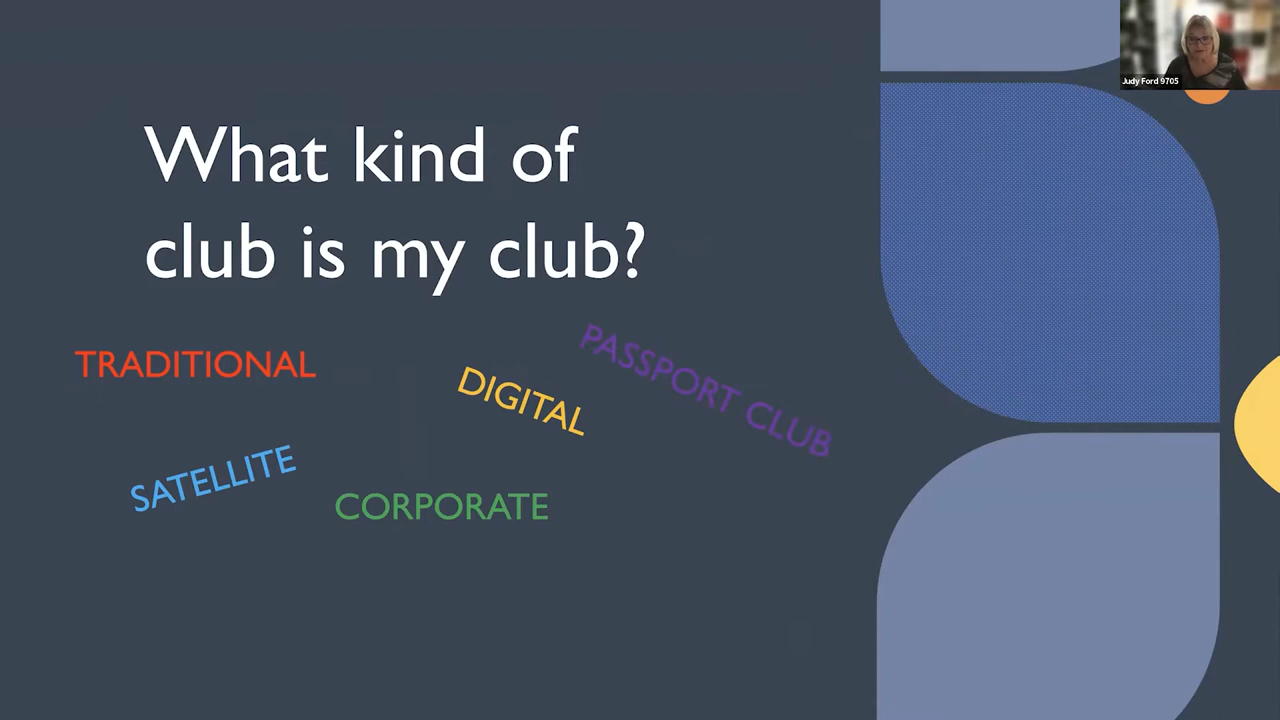 Judy Ford 9705
What kind of
club is my club?
TRADITIONAL
DIGITAL
PASSPORT CLUB
SATELLITE
CORPORATE